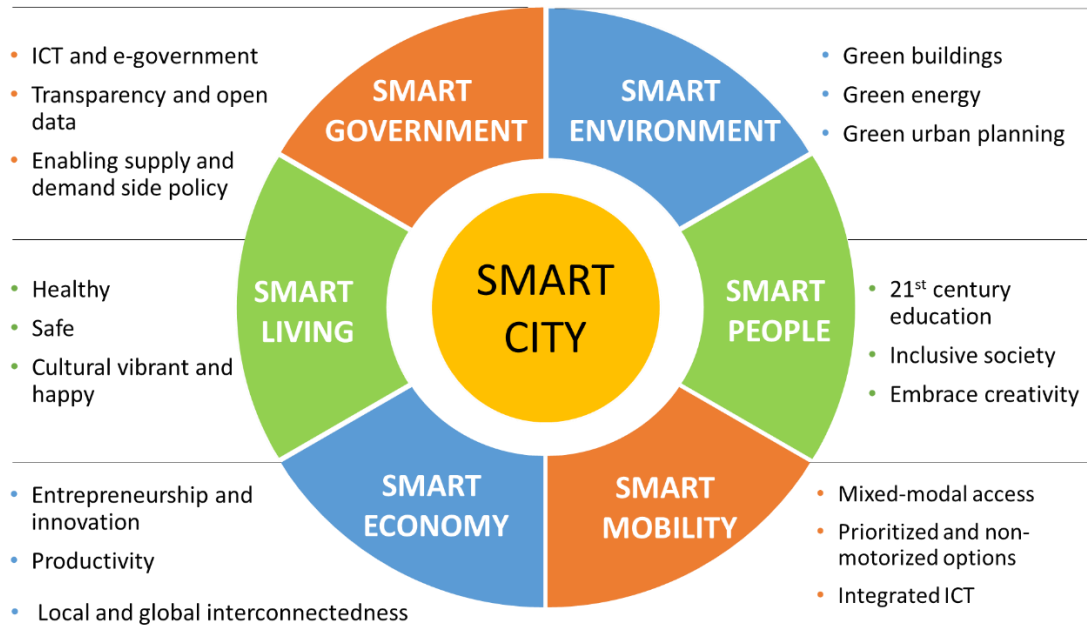 • ICT and e-government
• Transparency and open
data
• Enabling supply and
demand side policy
SMART
GOVERNMENT
SMART
ENVIRONMENT
• Green buildings
• Green energy
• Green urban planning
• Healthy
• Safe
• Cultural vibrant and
happy
SMART
LIVING
SMART
CITY
SMART
PEOPLE
• 21st century
education
• Inclusive society
• Embrace creativity
• Entrepreneurship and
innovation
• Productivity
• Local and global interconnectedness
SMART
ECONOMY
SMART
MOBILITY
• Mixed-modal access
• Prioritized and non-
motorized options
• Integrated ICT